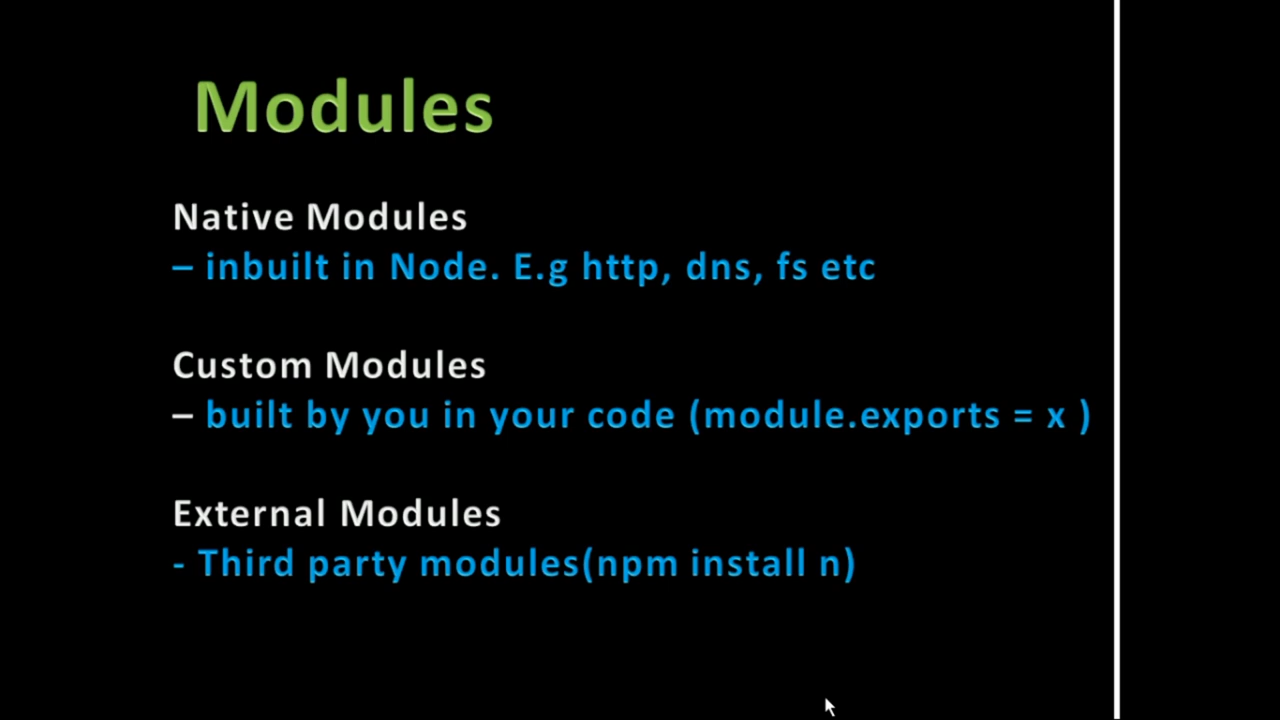 Modules
Native Modules
– inbuilt in Node. E.g http, dns, fs etc
Custom Modules
– built by you in your code (module.exports = x )
External Modules
- Third party modules(npm install n)